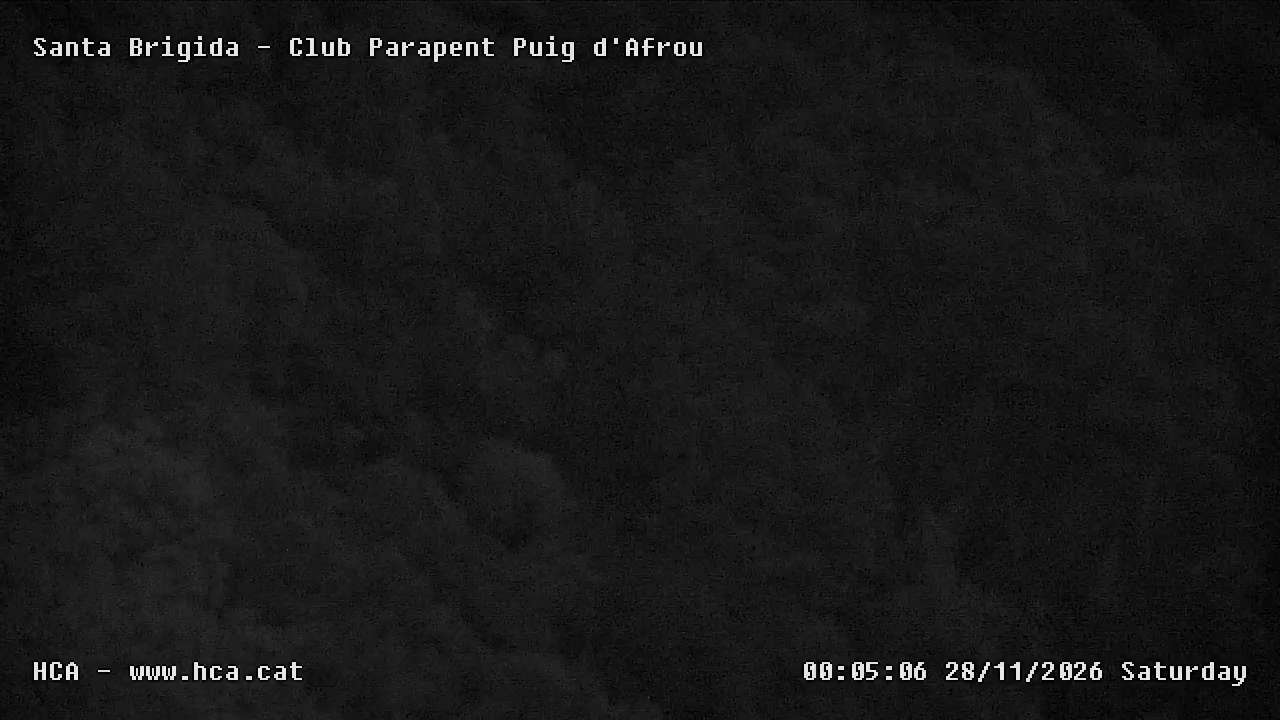 Santa Brigida - Club Parapent Puig d'Afrou
HCA - www.hca.cat
00:05:06 28/11/2026 Saturday